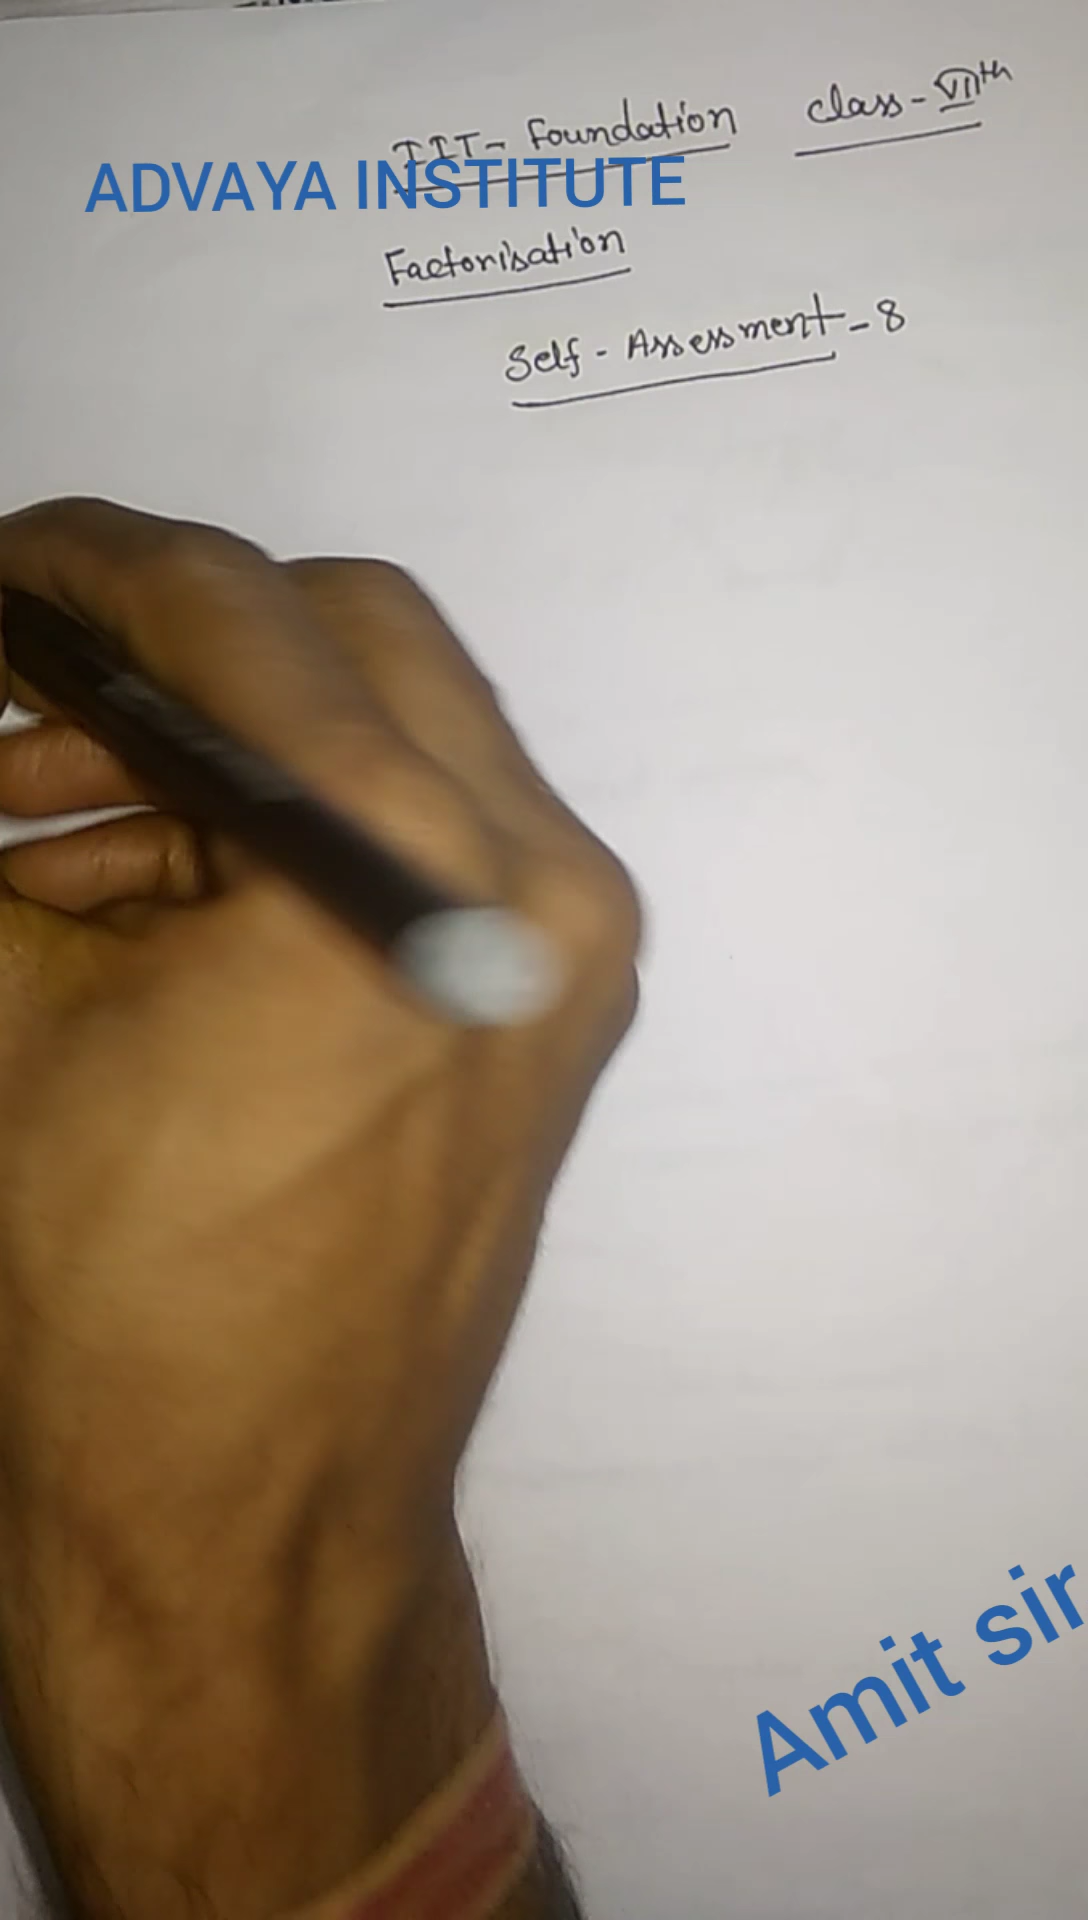 IIT- Foundation class-VIIth
ADVAYA INSTITUTE
Factorisation
Self - Assessment - 8
Amit sir